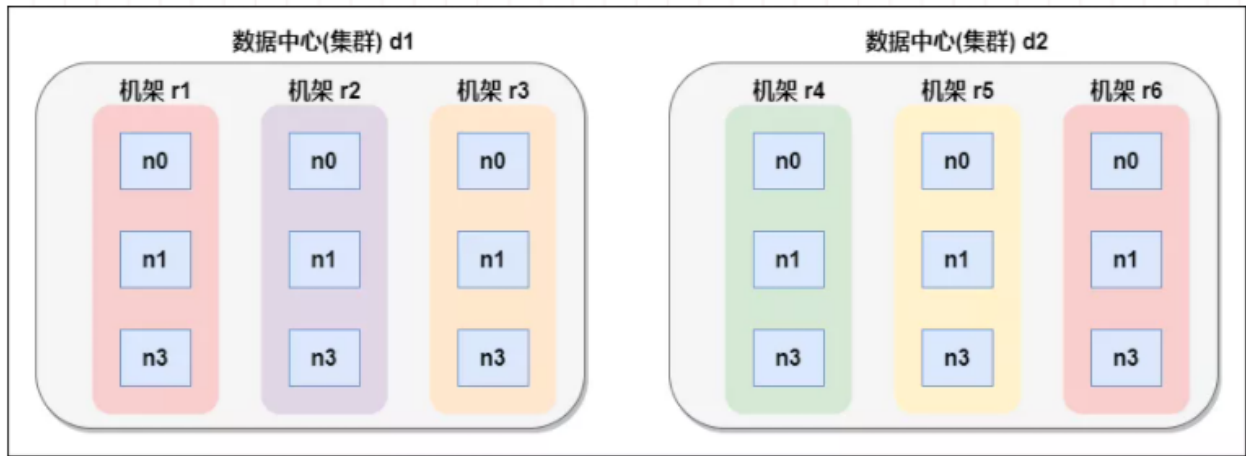 数据中心(集群) d1 数据中心(集群) d2
机架 r1 机架 r2 机架 r3 机架 r4 机架 r5 机架 r6
n0 n0 n0 n0 n0 n0
n1 n1 n1 n1 n1 n1
n3 n3 n3 n3 n3 n3